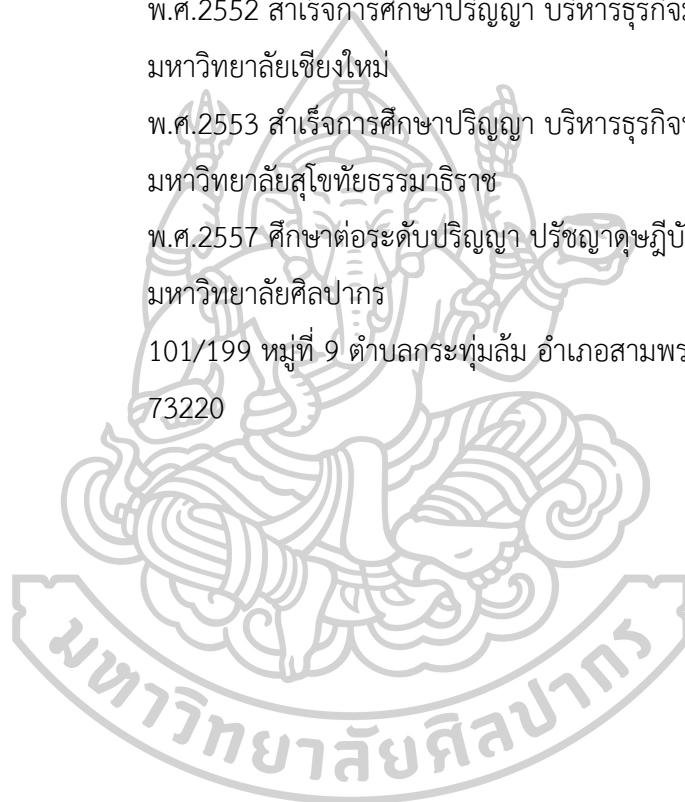 พ.ศ.2552 สำเร็จการศึกษาปริญญา บริหารธุรกิจ
มหาวิทยาลัยเชียงใหม่
พ.ศ.2553 สำเร็จการศึกษาปริญญา บริหารธุรกิจ
มหาวิทยาลัยสุโขทัยธรรมาธิราช
พ.ศ.2557 ศึกษาต่อระดับปริญญา ปรัชญาดุษฎีบั
มหาวิทยาลัยศิลปากร
101/199 หมู่ที่ 9 ตำบลกระทุ่มล้ม อำเภอสามพร
73220
มหาวิทยาลัยศิลปากร